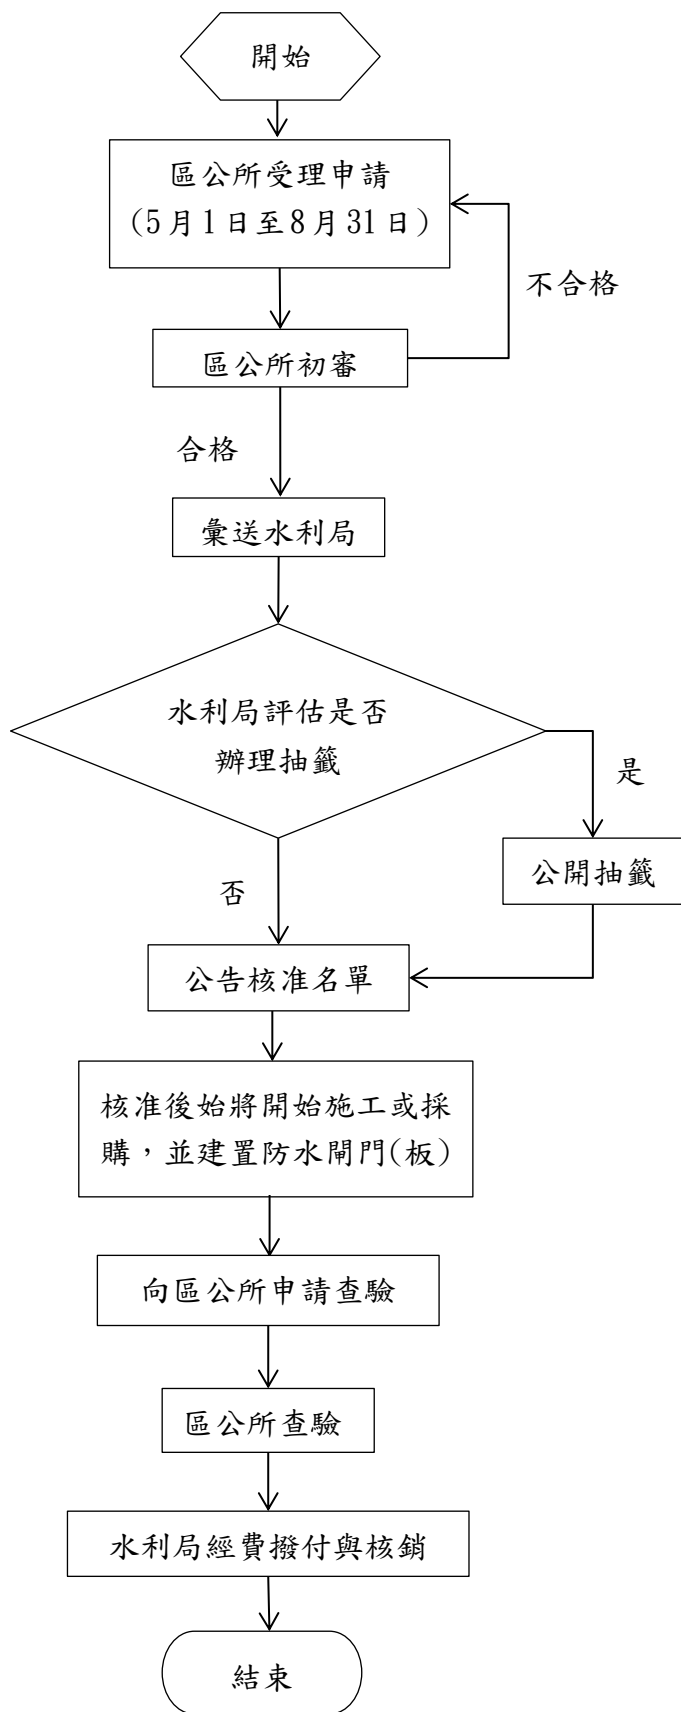 開始
區公所受理申請
(5月1日至8月31日)
不合格
區公所初審
合格
彙送水利局
水利局評估是否
辦理抽籤
是
公開抽籤
否
公告核准名單
核准後始將開始施工或採
購，並建置防水閘門(板)
向區公所申請查驗
區公所查驗
水利局經費撥付與核銷
結束